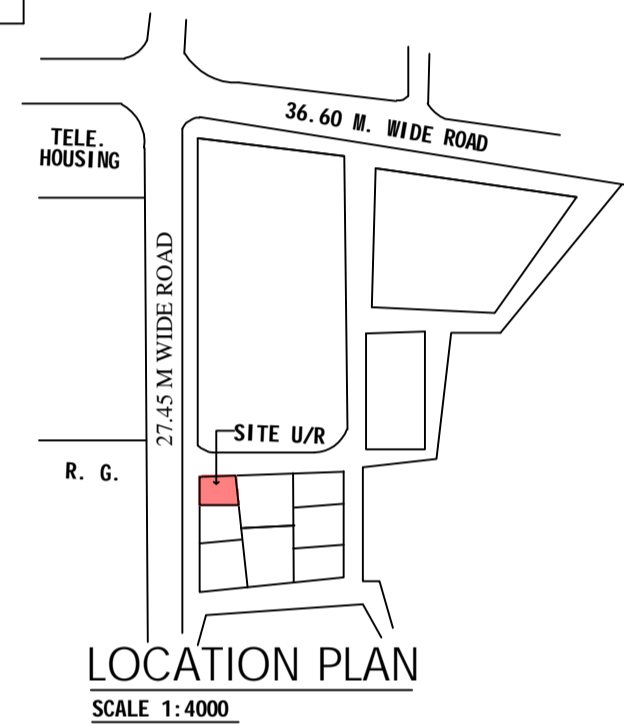 36.60 M. WIDE ROAD
TELE.
HOUSING
27.45 M WIDE ROAD
SITE U/R
R. G.
LOCATION PLAN
SCALE 1:4000